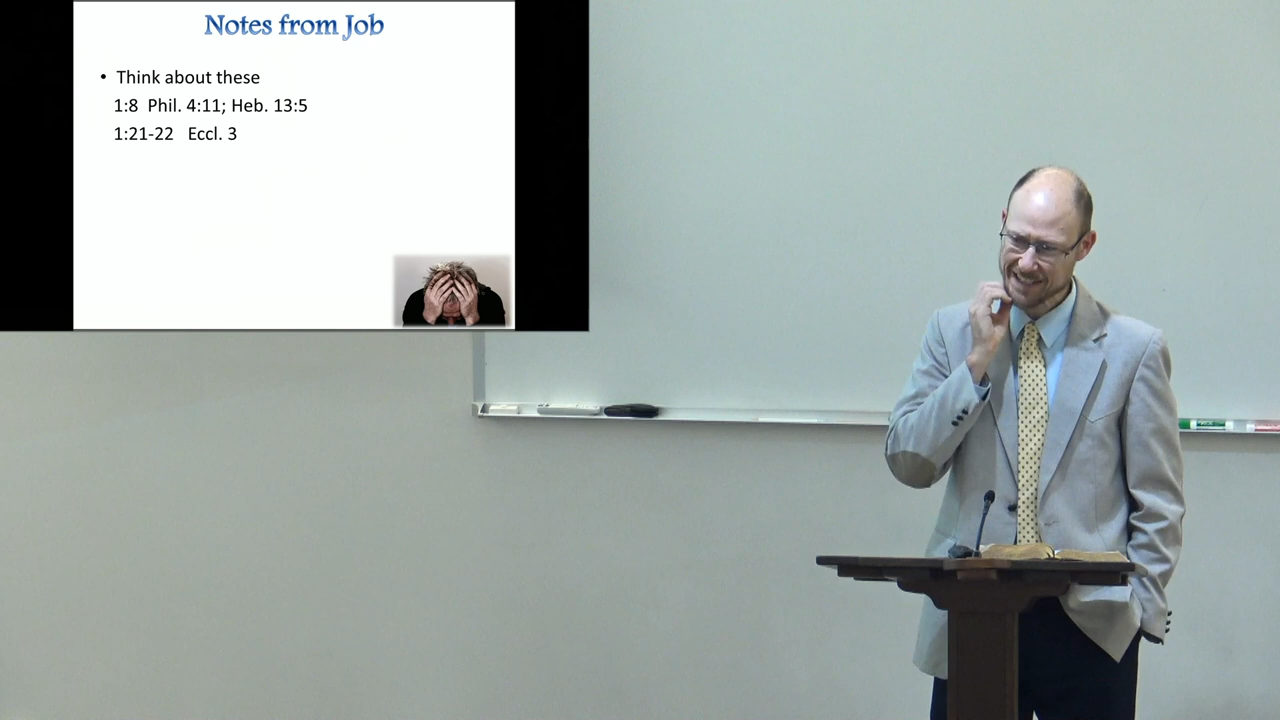 Notes from Job
• Think about these
1:8 Phil. 4:11; Heb. 13:5
1:21-22 Eccl. 3